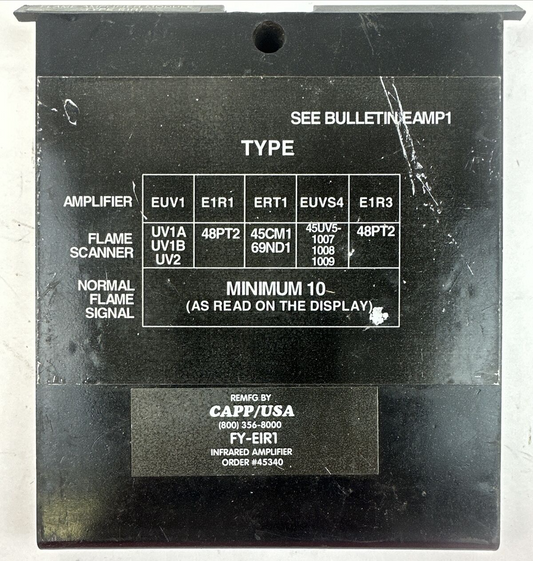 SEE BULLETIN EAMP1
TYPE
AMPLIFIER EUV1 E1R1 ERT1 EUVS4 E1R3
FLAME SCANNER UV1A UV1B UV2 48PT2 45CM1 69ND1 45UV5-1007 1008 1009 48PT2
NORMAL FLAME SIGNAL MINIMUM 10 (AS READ ON THE DISPLAY)
REMFG BY
CAPP/USA
(800) 356-8000
FY-EIR1
INFRARED AMPLIFIER
ORDER #45340